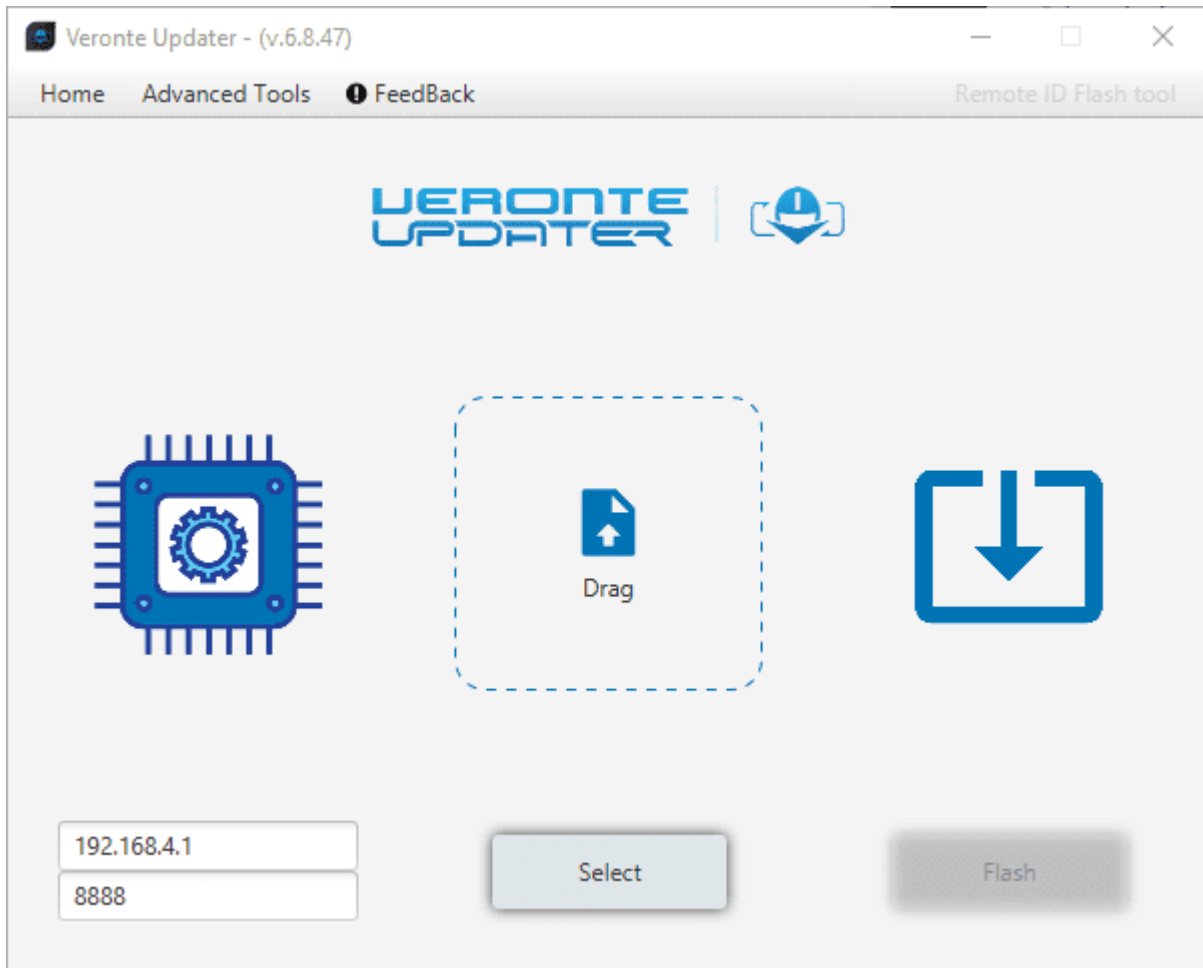 Veronte Updater - (v.6.8.47)
Home Advanced Tools FeedBack Remote ID Flash tool
VERONTE
UPDATER
Drag
192.168.4.1
8888
Select
Flash